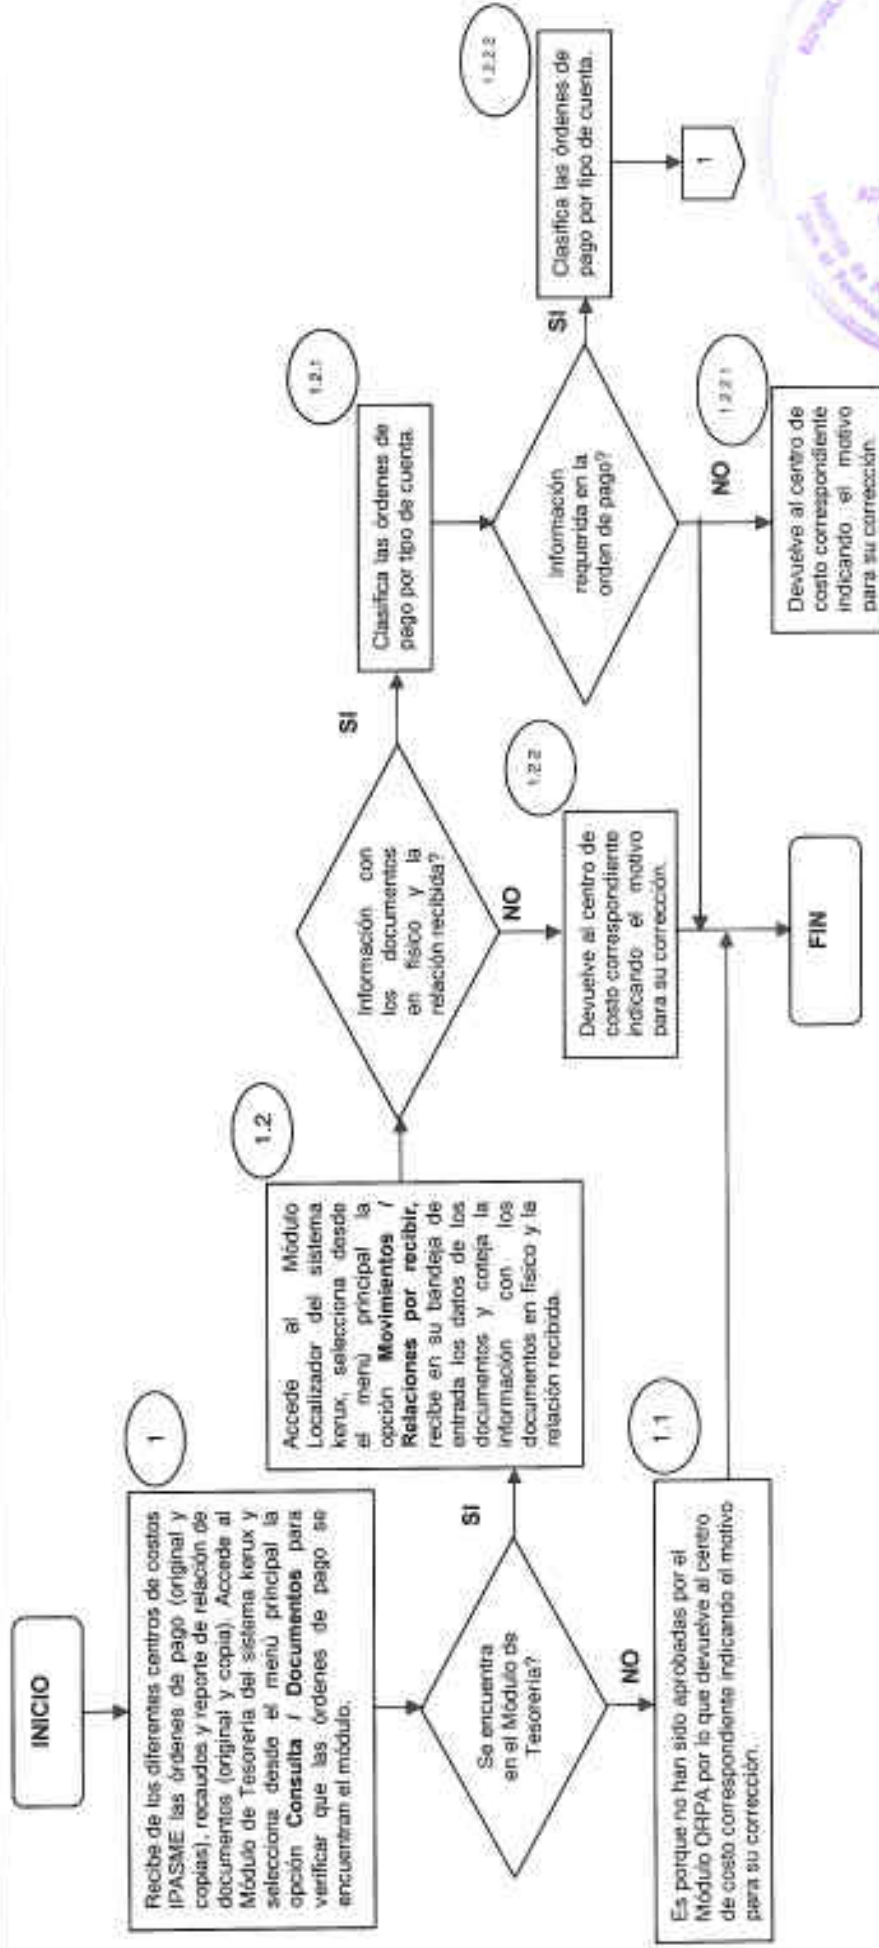 INICIO
1
Recibe de los diferentes centros de costos
IPASME las órdenes de pago (original y
copias), recaudos y reporte de relación de
documentos (original y copia). Accede al
Módulo de Tesorería del sistema kerux y
selecciona desde el menú principal la
opción Consulta / Documentos para
verificar que las órdenes de pago se
encuentran el módulo.
Se encuentra
en el Módulo de
Tesorería?
SI
NO
1.1
Es porque no han sido aprobadas por el
Módulo ORPA por lo que devuelve al centro
de costo correspondiente indicando el motivo
para su corrección.
1.2
Accede al Módulo
Localizador del sistema
kerux, selecciona desde
el menú principal la
opción Movimientos /
Relaciones por recibir,
recibe en su bandeja de
entrada los datos de los
documentos y coteja la
información con los
documentos en físico y la
relación recibida.
Información con
los documentos
en físico y la
relación recibida?
SI
NO
1.2.1
Clasifica las órdenes de
pago por tipo de cuenta.
1.2.2
Devuelve al centro de
costo correspondiente
indicando el motivo
para su corrección.
FIN
Información
requerida en la
orden de pago?
SI
NO
1.2.2.1
Devuelve al centro de
costo correspondiente
indicando el motivo
para su corrección.
1.2.2.2
Clasifica las órdenes de
pago por tipo de cuenta.
1